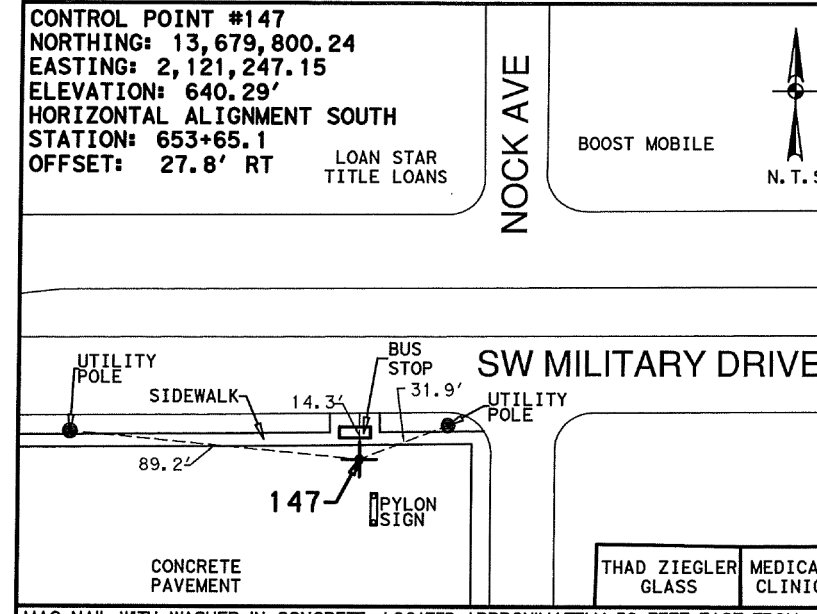 CONTROL POINT #147
NORTHING: 13,679,800.24
EASTING: 2,121,247.15
ELEVATION: 640.29'
HORIZONTAL ALIGNMENT SOUTH
STATION: 653+65.1
OFFSET: 27.8' RT
LOAN STAR
TITLE LOANS
NOCK AVE
BOOST MOBILE
N.T.S
SW MILITARY DRIVE
UTILITY
POLE
SIDEWALK
14.3'
BUS
STOP
31.9'
UTILITY
POLE
89.2'
147
PYLON
SIGN
CONCRETE
PAVEMENT
THAD ZIEGLER
GLASS
MEDICA
CLINIC